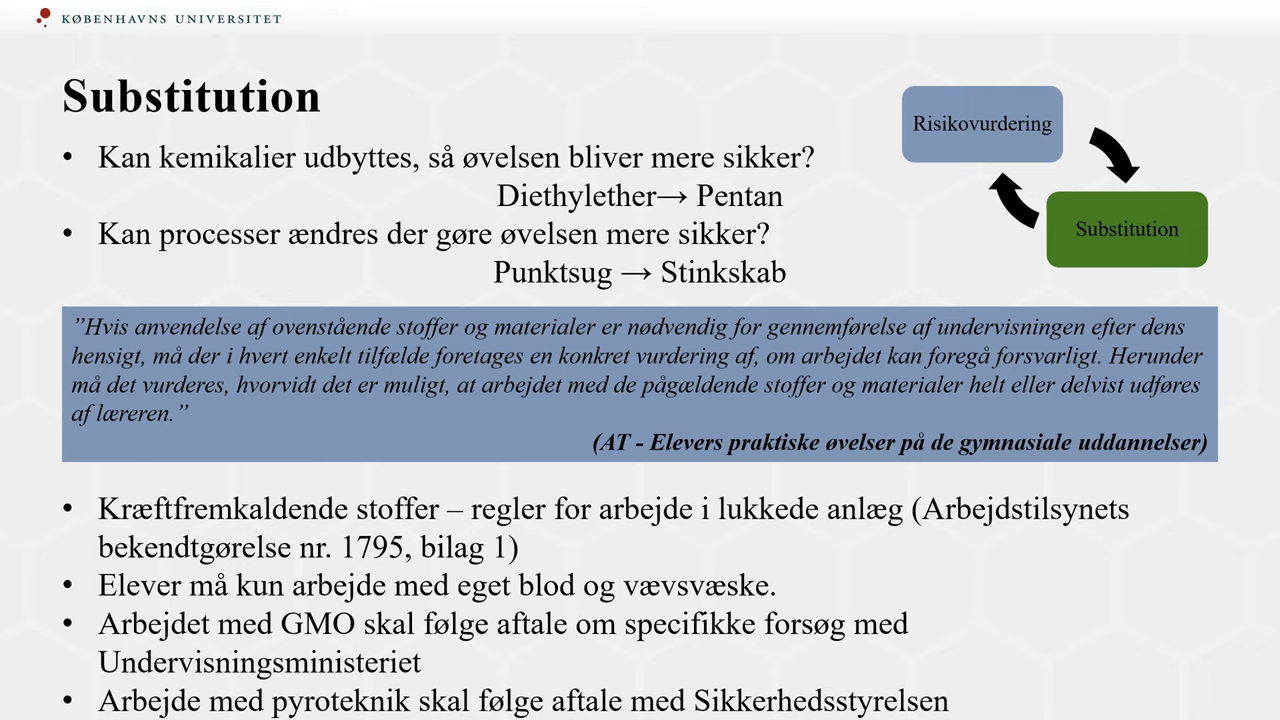 KØBENHAVNS UNIVERSITET
Substitution
• Kan kemikalier udbyttes, så øvelsen bliver mere sikker?
Diethylether→ Pentan
• Kan processer ændres der gøre øvelsen mere sikker?
Punktsug → Stinkskab
Risikovurdering
Substitution
”Hvis anvendelse af ovenstående stoffer og materialer er nødvendig for gennemførelse af undervisningen efter dens
hensigt, må der i hvert enkelt tilfælde foretages en konkret vurdering af, om arbejdet kan foregå forsvarligt. Herunder
må det vurderes, hvorvidt det er muligt, at arbejdet med de pågældende stoffer og materialer helt eller delvist udføres
af læreren.”
(AT - Elevers praktiske øvelser på de gymnasiale uddannelser)
• Kræftfremkaldende stoffer – regler for arbejde i lukkede anlæg (Arbejdstilsynets
bekendtgørelse nr. 1795, bilag 1)
• Elever må kun arbejde med eget blod og vævsvæske.
• Arbejdet med GMO skal følge aftale om specifikke forsøg med
Undervisningsministeriet
• Arbejde med pyroteknik skal følge aftale med Sikkerhedsstyrelsen